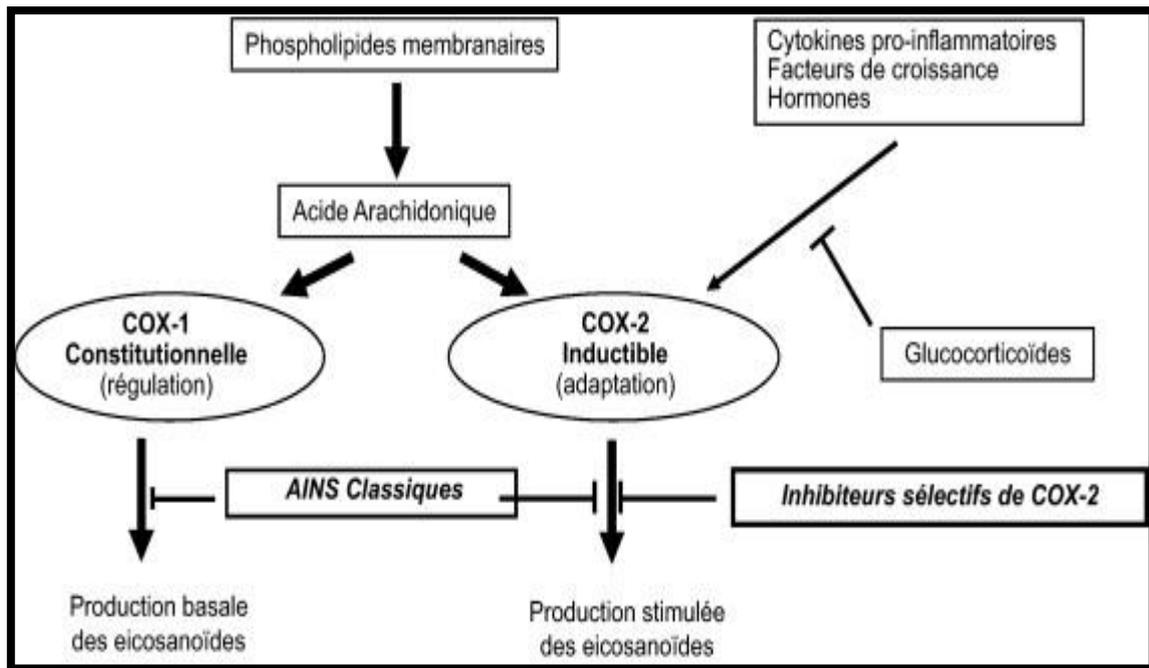 Phospholipides membranaires
Cytokines pro-inflammatoires
Facteurs de croissance
Hormones
Acide Arachidonique
COX-1
Constitutionnelle
(régulation)
COX-2
Inductible
(adaptation)
Glucocorticoïdes
AINS Classiques
Inhibiteurs sélectifs de COX-2
Production basale
des eicosanoïdes
Production stimulée
des eicosanoïdes